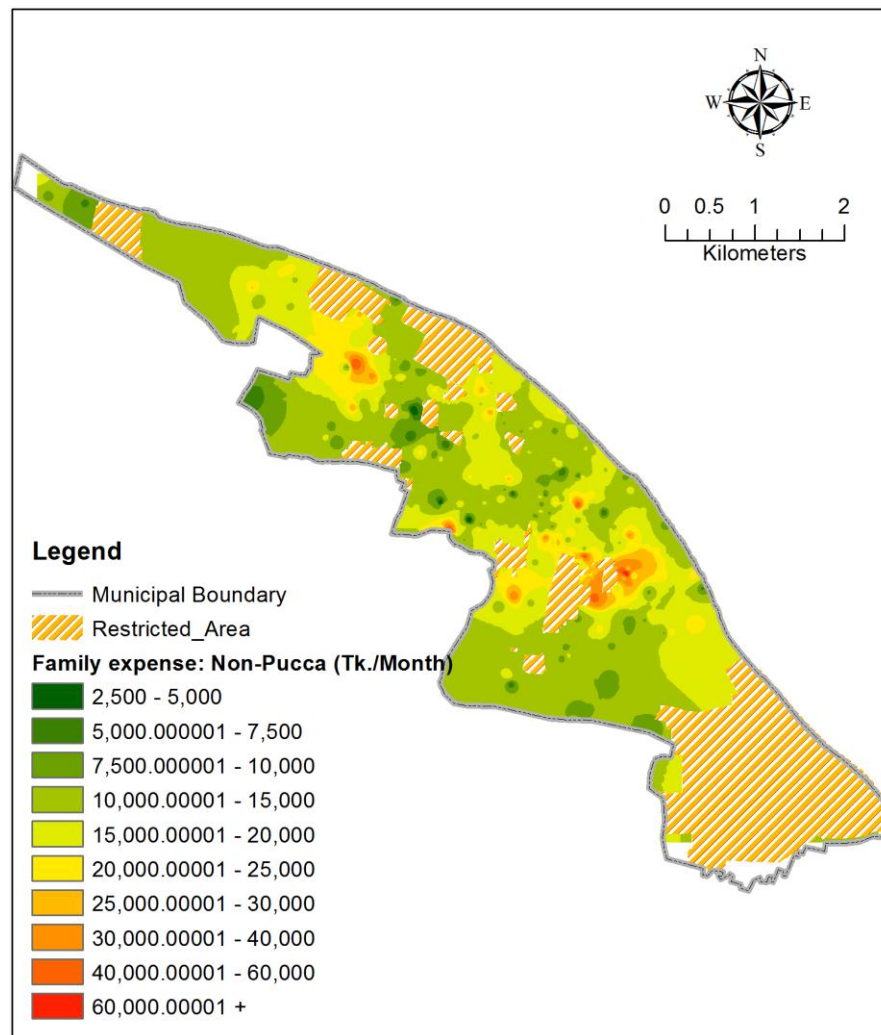 N
W E
S
0 0.5 1 2
Kilometers
Legend
Municipal Boundary
Restricted_Area
Family expense: Non-Pucca (Tk./Month)
2,500 - 5,000
5,000.000001 - 7,500
7,500.000001 - 10,000
10,000.00001 - 15,000
15,000.00001 - 20,000
20,000.00001 - 25,000
25,000.00001 - 30,000
30,000.00001 - 40,000
40,000.00001 - 60,000
60,000.00001 +